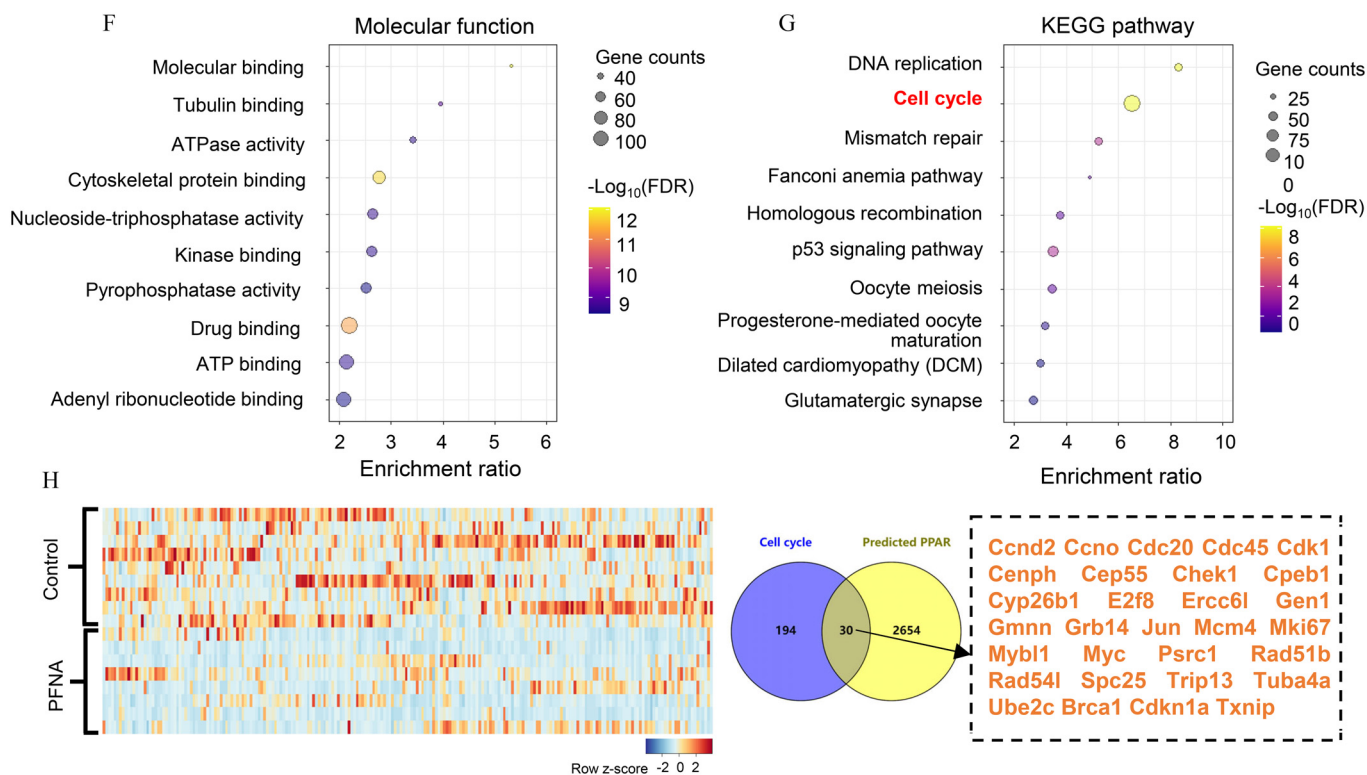 F
Molecular function
Molecular binding
Tubulin binding
ATPase activity
Cytoskeletal protein binding
Nucleoside-triphosphatase activity
Kinase binding
Pyrophosphatase activity
Drug binding
ATP binding
Adenyl ribonucleotide binding
2 3 4 5 6
Enrichment ratio
Gene counts
40
60
80
100
-Log10(FDR)
12
11
10
9
G
KEGG pathway
DNA replication
Cell cycle
Mismatch repair
Fanconi anemia pathway
Homologous recombination
p53 signaling pathway
Oocyte meiosis
Progesterone-mediated oocyte
maturation
Dilated cardiomyopathy (DCM)
Glutamatergic synapse
2 4 6 8 10
Enrichment ratio
Gene counts
25
50
75
10
0
-Log10(FDR)
8
6
4
2
0
H
Control
PFNA
Row z-score
-2 0 2
Cell cycle
Predicted PPAR
194
30
2654
Ccnd2 Ccno Cdc20 Cdc45 Cdk1
Cenph Cep55 Chek1 Cpeb1
Cyp26b1 E2f8 Ercc6l Gen1
Gmnn Grb14 Jun Mcm4 Mki67
Mybl1 Myc Psrc1 Rad51b
Rad54l Spc25 Trip13 Tuba4a
Ube2c Brca1 Cdkn1a Txnip